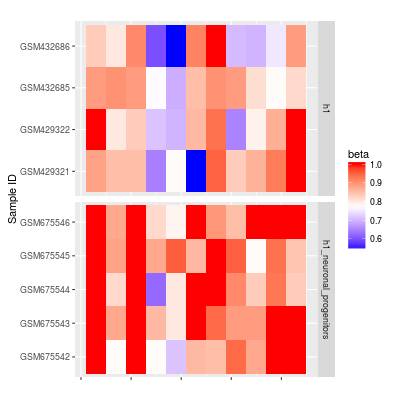 GSM432686
GSM432685
GSM429322
GSM429321
h1
GSM675546
GSM675545
GSM675544
GSM675543
GSM675542
h1_neuronal_progenitors
Sample ID
beta
1.0
0.9
0.8
0.7
0.6